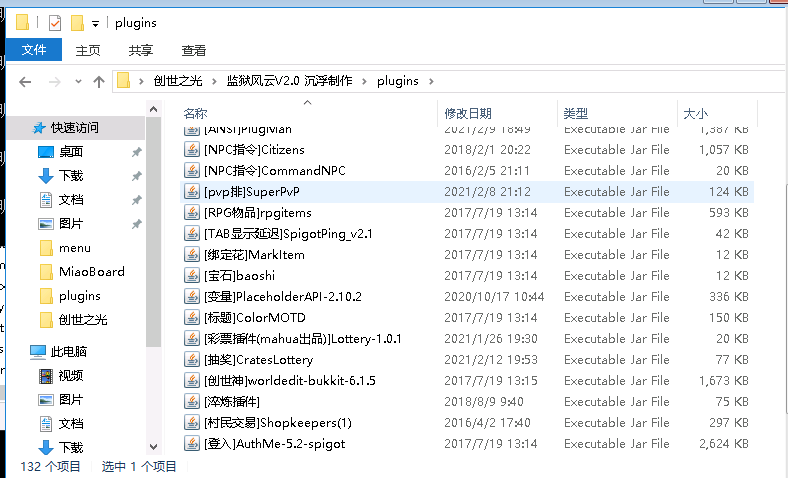 plugins
文件 主页 共享 查看
创世之光 监狱风云V2.0 沉浮制作 plugins
名称 修改日期 类型 大小
快速访问
桌面
下载
文档
图片
menu
MiaoBoard
plugins
创世之光
此电脑
视频
图片
文档
下载
[ANSI]PlugMan 2021/2/9 18:49 Executable Jar File 1,387 KB
[NPC指令]Citizens 2018/2/1 20:22 Executable Jar File 1,057 KB
[NPC指令]CommandNPC 2016/2/5 21:11 Executable Jar File 20 KB
[pvp排]SuperPvP 2021/2/8 21:12 Executable Jar File 124 KB
[RPG物品]rpgitems 2017/7/19 13:14 Executable Jar File 593 KB
[TAB显示延迟]SpigotPing_v2.1 2017/7/19 13:14 Executable Jar File 42 KB
[绑定花]MarkItem 2017/7/19 13:14 Executable Jar File 12 KB
[宝石]baoshi 2017/7/19 13:14 Executable Jar File 12 KB
[变量]PlaceholderAPI-2.10.2 2020/10/17 10:44 Executable Jar File 336 KB
[标题]ColorMOTD 2017/7/19 13:14 Executable Jar File 150 KB
[彩票插件(mahua出品)]Lottery-1.0.1 2021/1/26 19:30 Executable Jar File 20 KB
[抽奖]CratesLottery 2021/2/12 19:53 Executable Jar File 77 KB
[创世神]worldedit-bukkit-6.1.5 2017/7/19 13:15 Executable Jar File 1,673 KB
[淬炼插件] 2018/8/9 9:40 Executable Jar File 75 KB
[村民交易]Shopkeepers(1) 2016/4/2 17:40 Executable Jar File 297 KB
[登入]AuthMe-5.2-spigot 2017/7/19 13:14 Executable Jar File 2,624 KB
132 个项目 选中 1 个项目